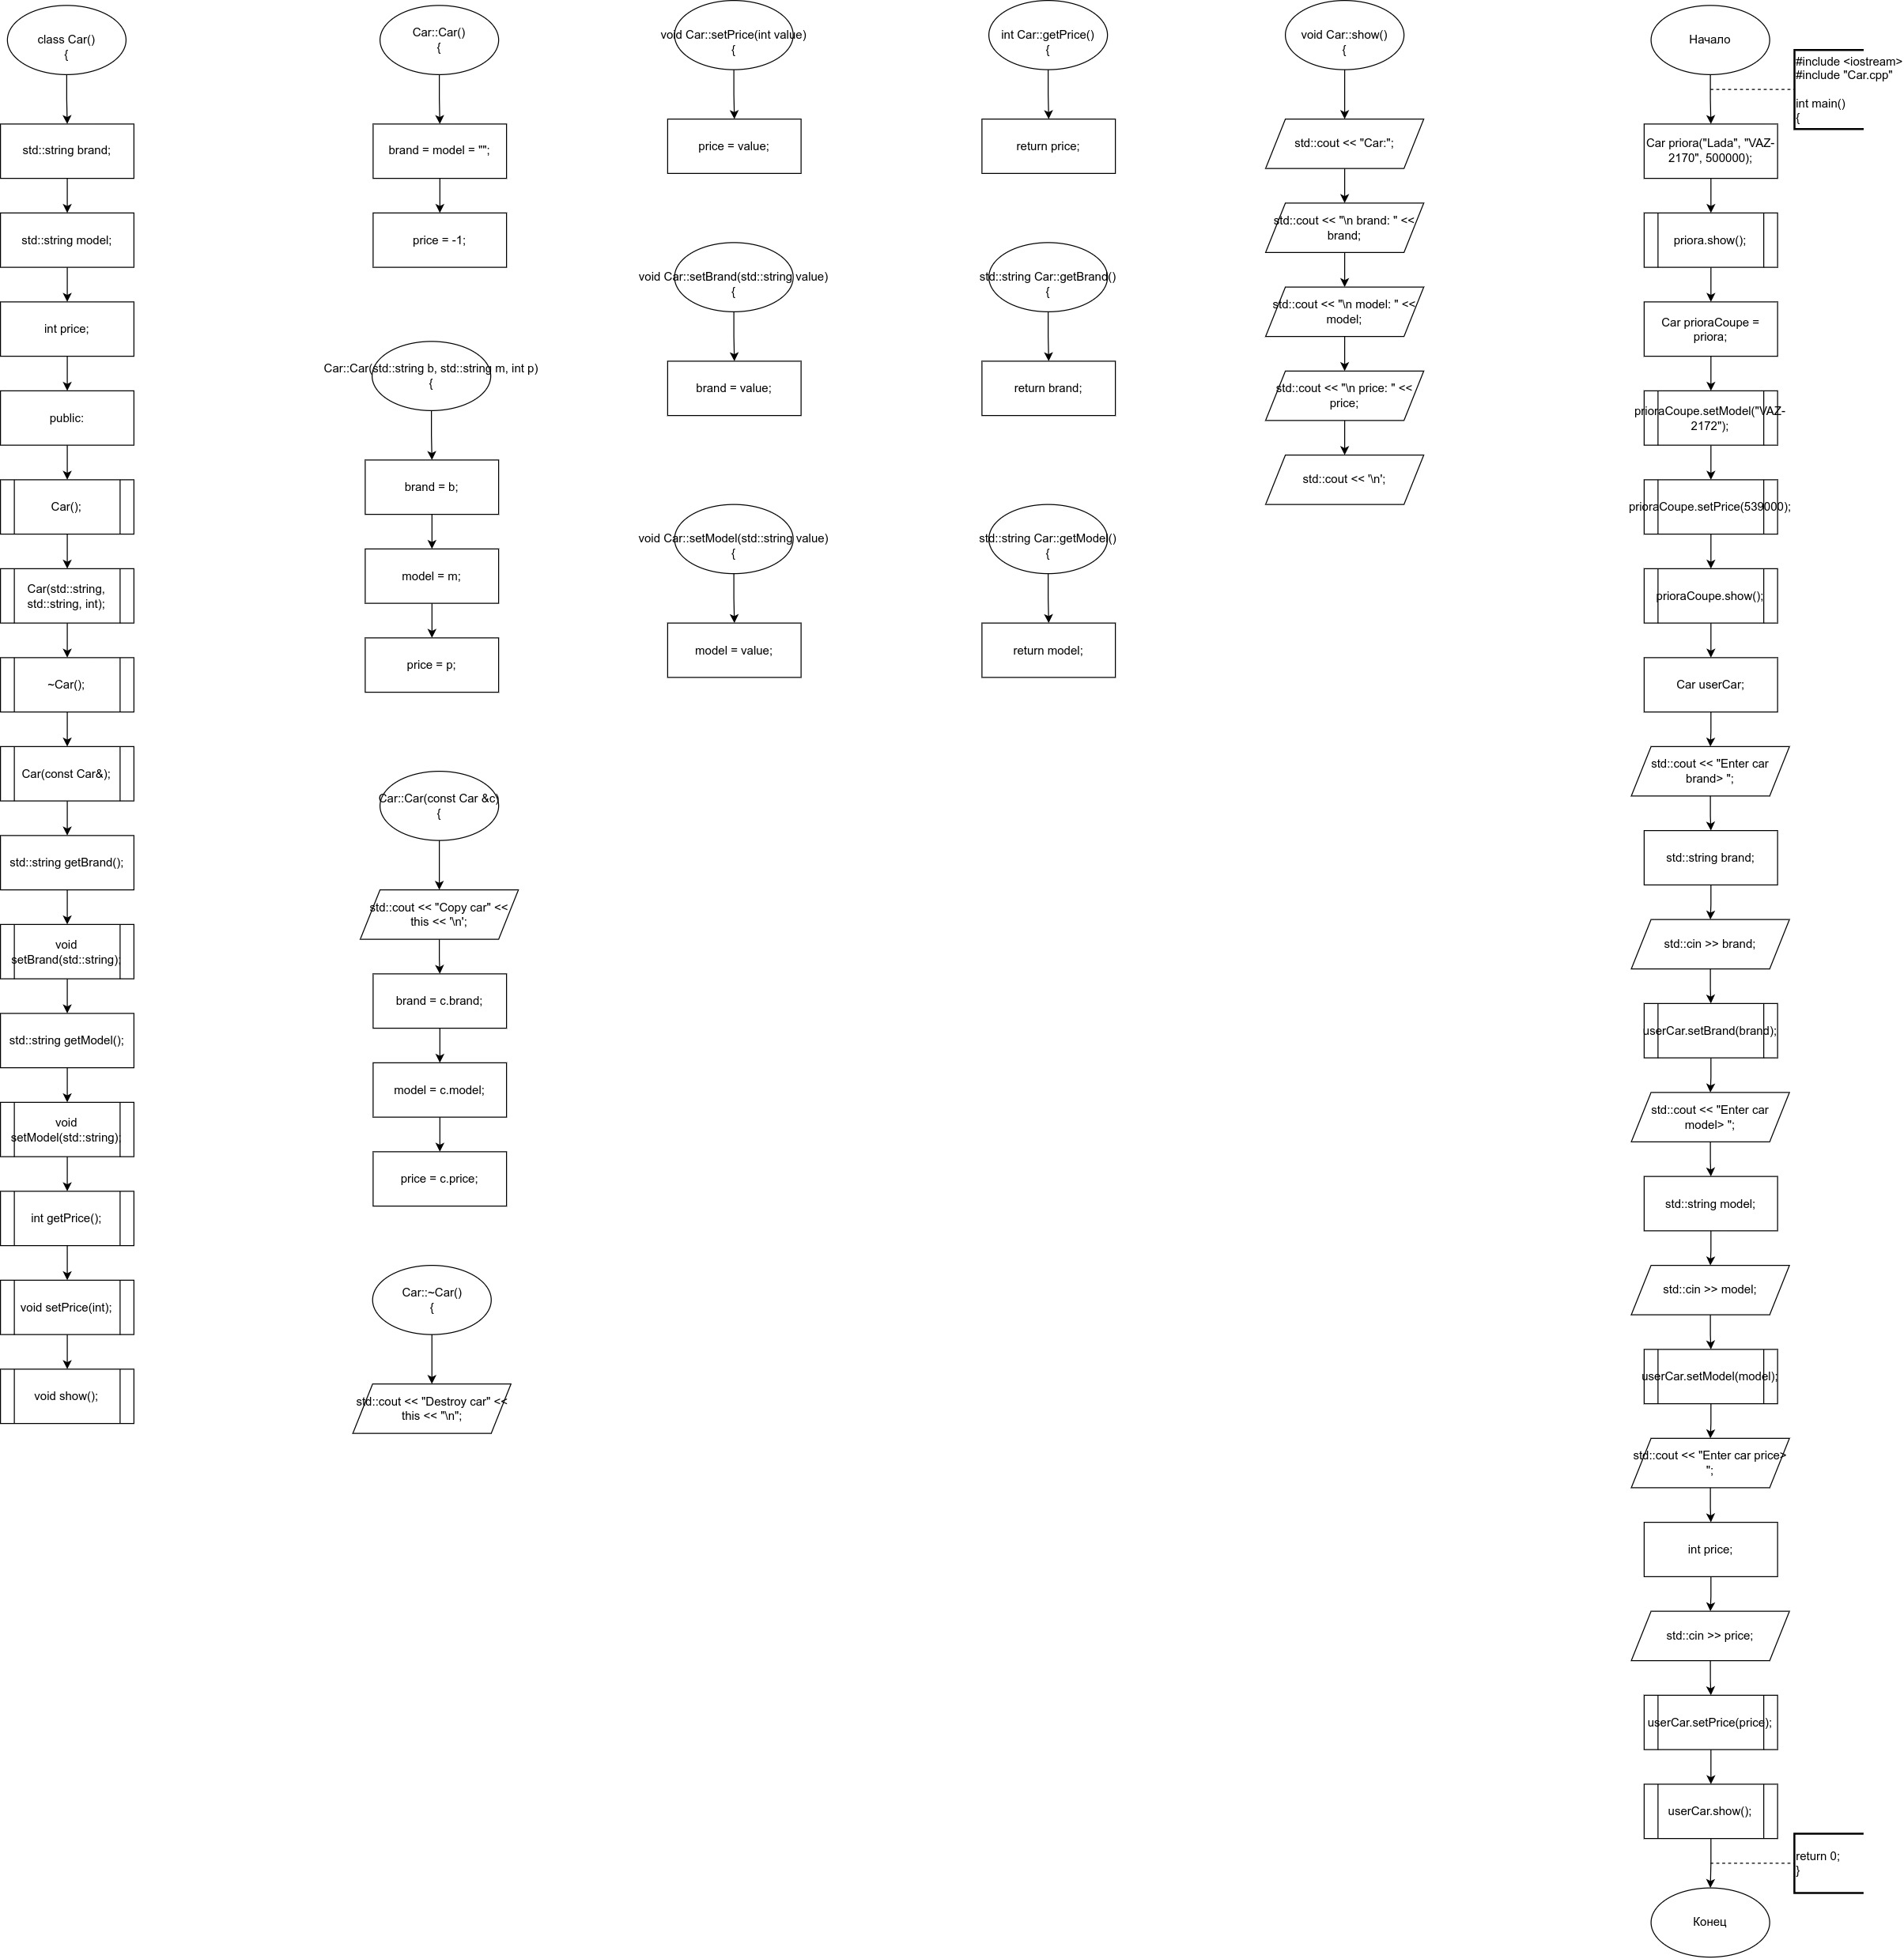 class Car()
{
std::string brand;
std::string model;
int price;
public:
Car();
Car(std::string,
std::string, int);
~Car();
Car(const Car&);
std::string getBrand();
void
setBrand(std::string);
std::string getModel();
void
setModel(std::string);
int getPrice();
void setPrice(int);
void show();
Car::Car()
{
brand = model = "";
price = -1;
Car::Car(std::string b, std::string m, int p)
{
brand = b;
model = m;
price = p;
Car::Car(const Car &c)
{
std::cout << "Copy car" <<
this << '\n';
brand = c.brand;
model = c.model;
price = c.price;
Car::~Car()
{
std::cout << "Destroy car" <<
this << "\n";
void Car::setPrice(int value)
{
price = value;
void Car::setBrand(std::string value)
{
brand = value;
void Car::setModel(std::string value)
{
model = value;
int Car::getPrice()
{
return price;
std::string Car::getBrand()
{
return brand;
std::string Car::getModel()
{
return model;
void Car::show()
{
std::cout << "Car:";
std::cout << "\n brand: " <<
brand;
std::cout << "\n model: " <<
model;
std::cout << "\n price: " <<
price;
std::cout << '\n';
Начало
#include <iostream>
#include "Car.cpp"
int main()
{
Car priora("Lada", "VAZ-
2170", 500000);
priora.show();
Car prioraCoupe =
priora;
prioraCoupe.setModel("VAZ-
2172");
prioraCoupe.setPrice(539000);
prioraCoupe.show();
Car userCar;
std::cout << "Enter car
brand> ";
std::string brand;
std::cin >> brand;
userCar.setBrand(brand);
std::cout << "Enter car
model> ";
std::string model;
std::cin >> model;
userCar.setModel(model);
std::cout << "Enter car price>
";
int price;
std::cin >> price;
userCar.setPrice(price);
userCar.show();
return 0;
}
Конец